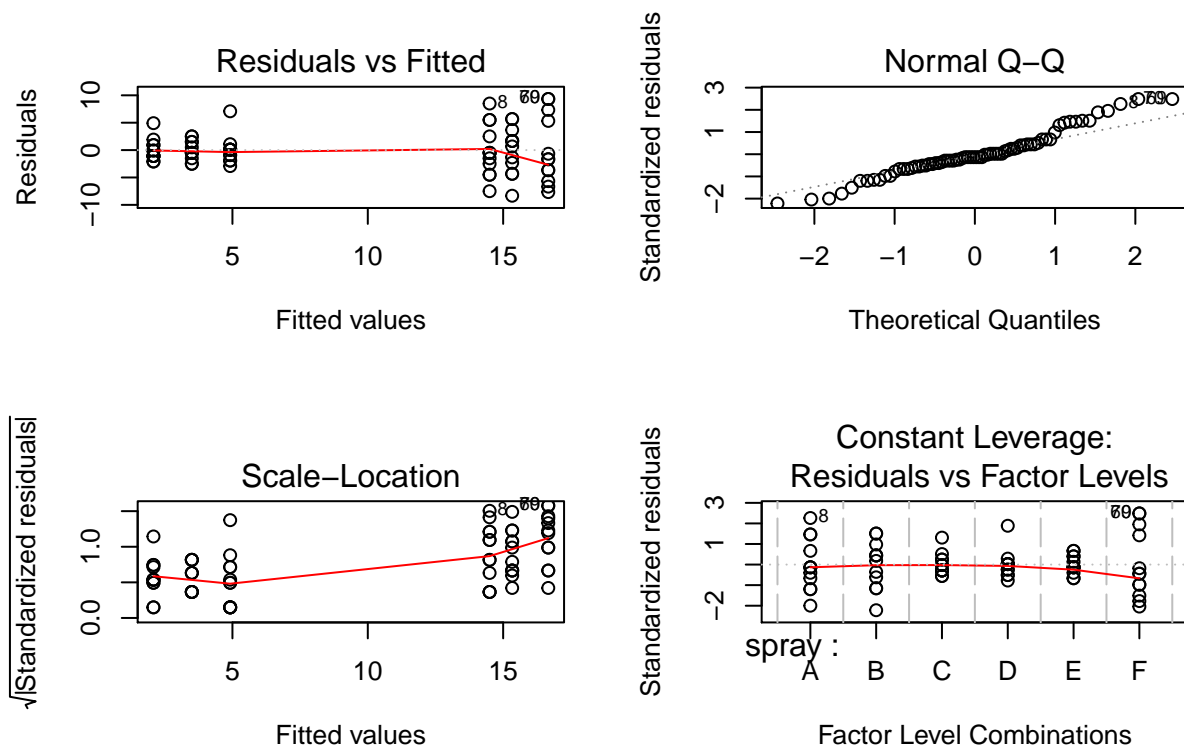 Residuals vs Fitted
Residuals
10
0
−10
8
5
10
15
Fitted values
Normal Q−Q
Standardized residuals
3
1
−2
8
−2
−1
0
1
2
Theoretical Quantiles
Scale−Location
√|Standardized residuals|
1.0
0.0
8
5
10
15
Fitted values
Constant Leverage:
Residuals vs Factor Levels
Standardized residuals
3
1
−2
8
spray :
A
B
C
D
E
F
Factor Level Combinations